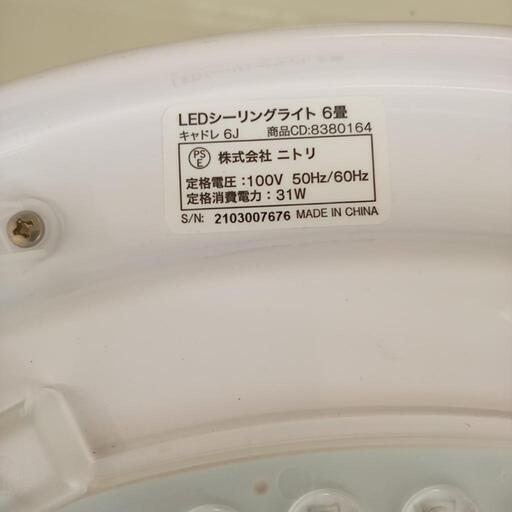 LEDシーリングライト 6畳
キャドレ 6J 商品CD:8380164
PSE 株式会社 ニトリ
定格電圧:100V 50Hz/60Hz
定格消費電力:31W
S/N: 2103007676 MADE IN CHINA